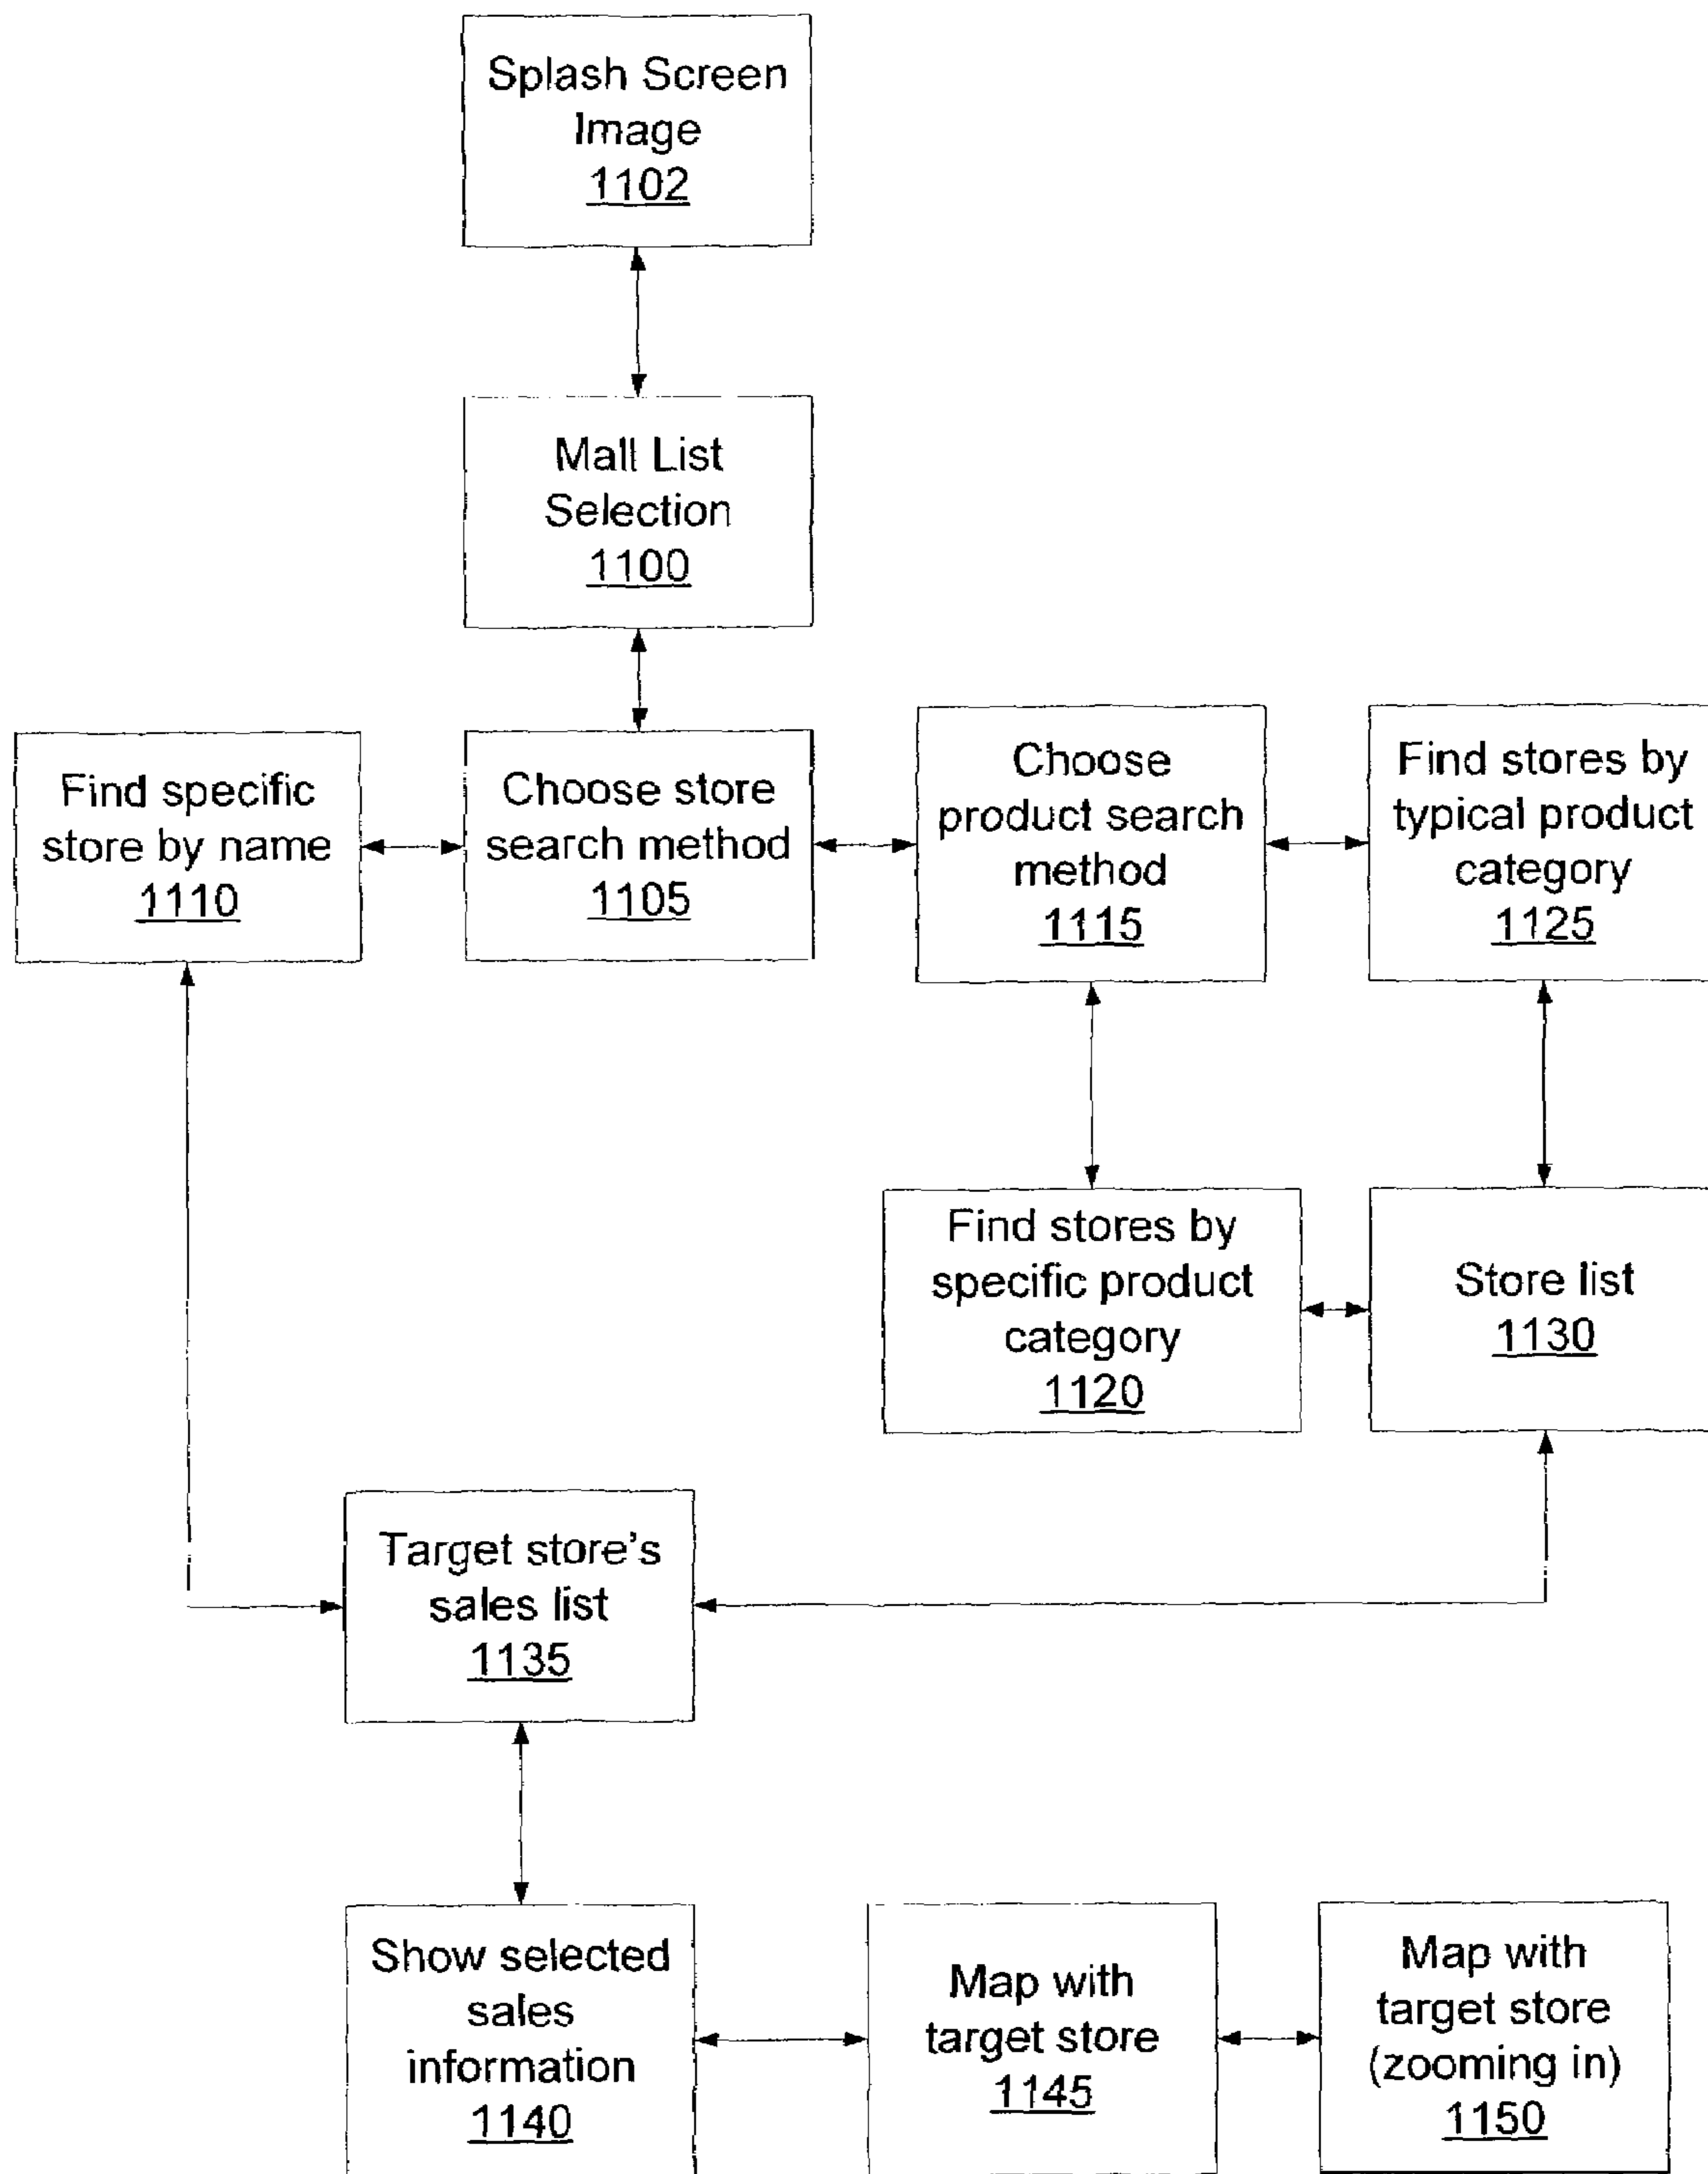 Splash Screen
Image
1102
Mall List
Selection
1100
Find specific
store by name
1110
Choose store
search method
1105
Choose
product search
method
1115
Find stores by
typical product
category
1125
Find stores by
specific product
category
1120
Store list
1130
Target store's
sales list
1135
Show selected
sales
information
1140
Map with
target store
1145
Map with
target store
(zooming in)
1150